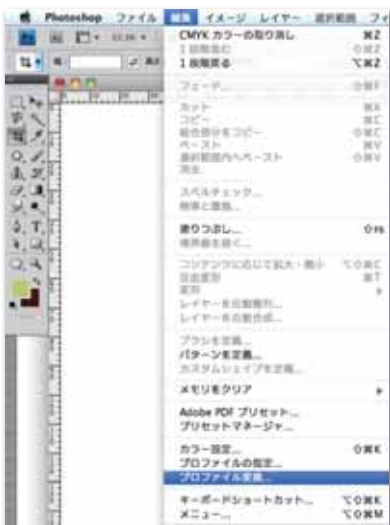 Photoshop ファイル 編集 イメージ レイヤー 選択範囲
CMYK カラーの取り消し ⌘Z
1 段階進む ⇧⌘Z
1 段階戻る ⌥⌘Z
フェード... ⇧⌘F
カット ⌘X
コピー ⌘C
結合部分をコピー ⇧⌘C
ペースト ⌘V
選択範囲内へペースト ⇧⌘V
消去
スペルチェック...
検索と置換...
塗りつぶし... ⇧F5
境界線を描く...
コンテンツに応じて拡大・縮小 ⌥⇧⌘C
自由変形 ⌘T
変形
レイヤーを自動整列...
レイヤーを自動合成...
ブラシを定義...
パターンを定義...
カスタムシェイプを定義...
メモリをクリア
Adobe PDF プリセット...
プリセットマネージャ...
カラー設定... ⇧⌘K
プロファイルの指定...
プロファイル変換...
キーボードショートカット... ⌥⇧⌘K
メニュー... ⌥⇧⌘M